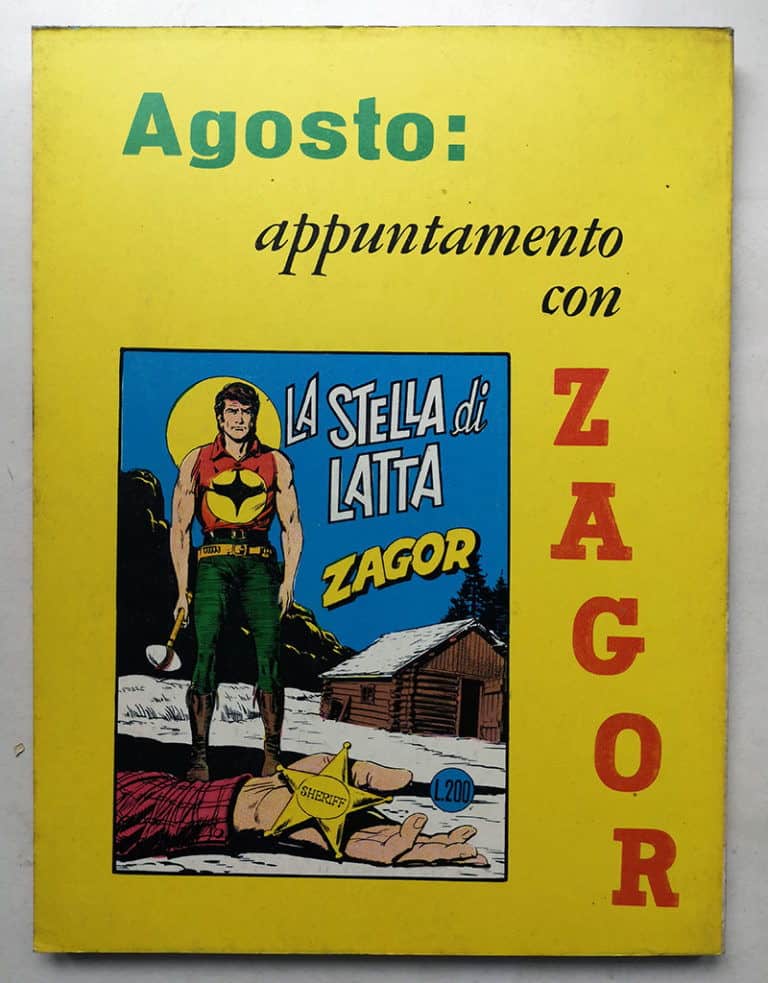 Agosto:
appuntamento
con
ZAGOR
LA STELLA di
LATTA
ZAGOR
SHERIFF
L.200